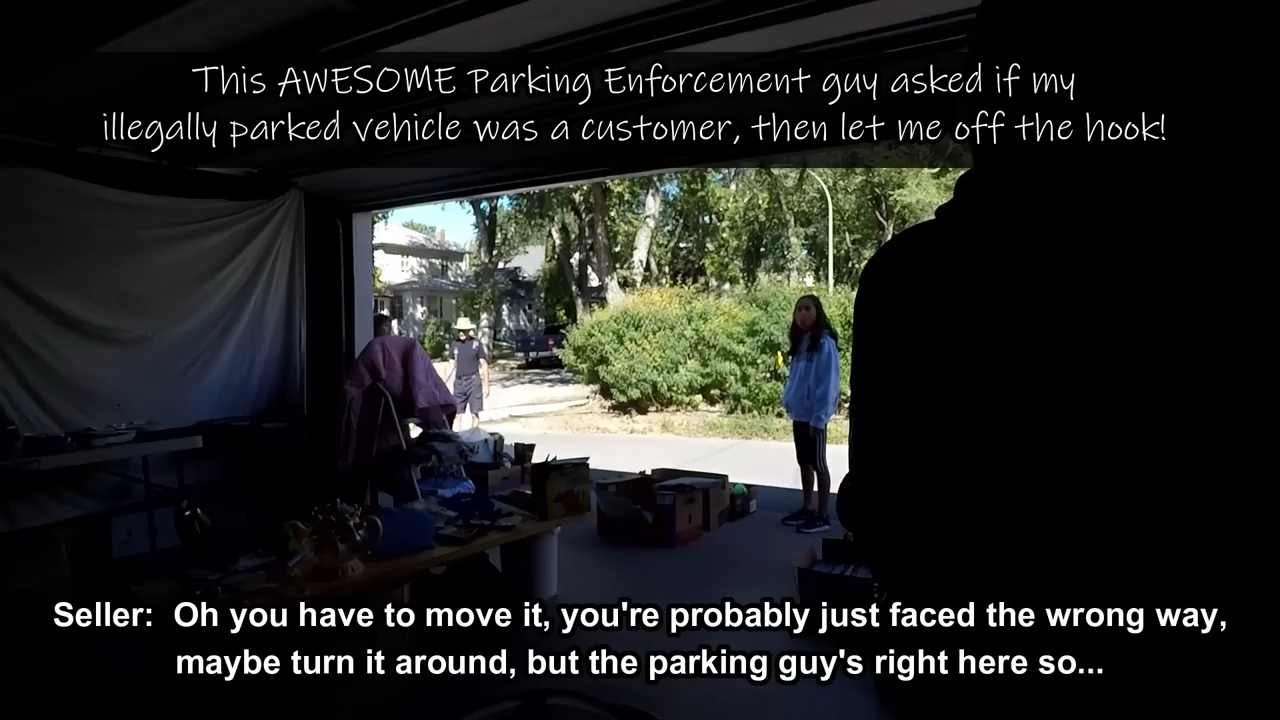 This AWESOME Parking Enforcement guy asked if my
illegally parked vehicle was a customer, then let me off the hook!
Seller:  Oh you have to move it, you're probably just faced the wrong way,
maybe turn it around, but the parking guy's right here so...